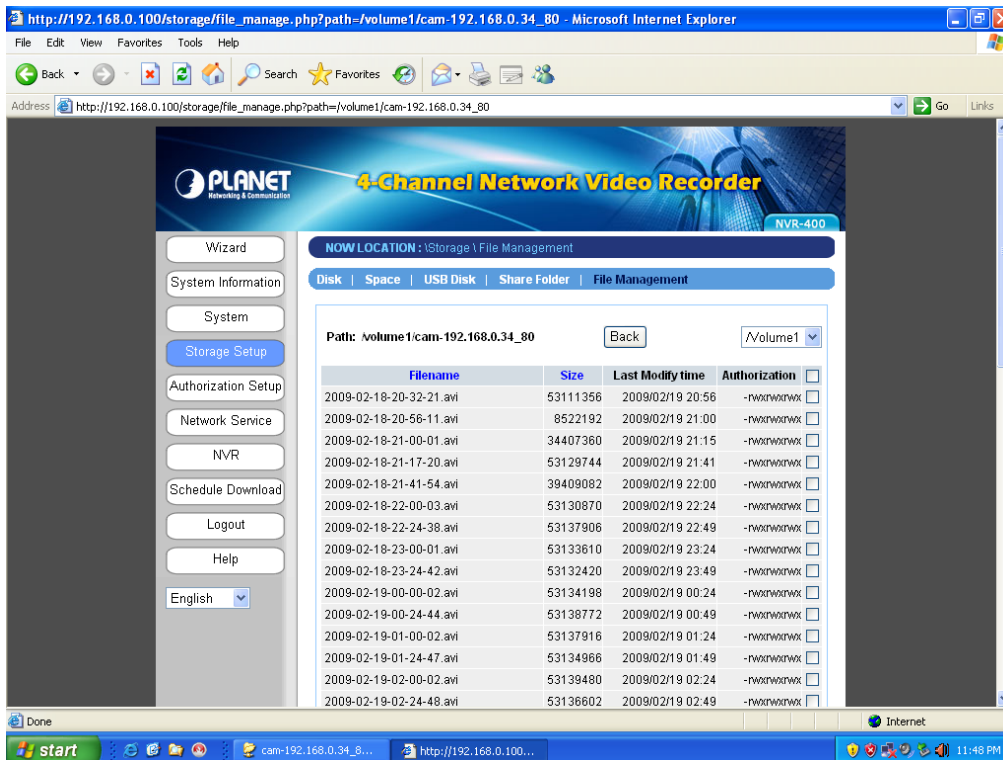 http://192.168.0.100/storage/file_manage.php?path=/volume1/cam-192.168.0.34_80 - Microsoft Internet Explorer
File Edit View Favorites Tools Help
Back Search Favorites
Address http://192.168.0.100/storage/file_manage.php?path=/volume1/cam-192.168.0.34_80 Go Links
PLANET
Networking & Communication
4-Channel Network Video Recorder
NVR-400
Wizard
System Information
System
Storage Setup
Authorization Setup
Network Service
NVR
Schedule Download
Logout
Help
English
NOW LOCATION : \Storage \ File Management
Disk | Space | USB Disk | Share Folder | File Management
Path: /volume1/cam-192.168.0.34_80 Back /Volume1
Filename Size Last Modify time Authorization
2009-02-18-20-32-21.avi 53111356 2009/02/19 20:56 -rwxrwxrwx
2009-02-18-20-56-11.avi 8522192 2009/02/19 21:00 -rwxrwxrwx
2009-02-18-21-00-01.avi 34407360 2009/02/19 21:15 -rwxrwxrwx
2009-02-18-21-17-20.avi 53129744 2009/02/19 21:41 -rwxrwxrwx
2009-02-18-21-41-54.avi 39409082 2009/02/19 22:00 -rwxrwxrwx
2009-02-18-22-00-03.avi 53130870 2009/02/19 22:24 -rwxrwxrwx
2009-02-18-22-24-38.avi 53137906 2009/02/19 22:49 -rwxrwxrwx
2009-02-18-23-00-01.avi 53133610 2009/02/19 23:24 -rwxrwxrwx
2009-02-18-23-24-42.avi 53132420 2009/02/19 23:49 -rwxrwxrwx
2009-02-19-00-00-02.avi 53134198 2009/02/19 00:24 -rwxrwxrwx
2009-02-19-00-24-44.avi 53138772 2009/02/19 00:49 -rwxrwxrwx
2009-02-19-01-00-02.avi 53137916 2009/02/19 01:24 -rwxrwxrwx
2009-02-19-01-24-47.avi 53134966 2009/02/19 01:49 -rwxrwxrwx
2009-02-19-02-00-02.avi 53139480 2009/02/19 02:24 -rwxrwxrwx
2009-02-19-02-24-48.avi 53136602 2009/02/19 02:49 -rwxrwxrwx
Done Internet
start cam-192.168.0.34_8... http://192.168.0.100... 11:48 PM